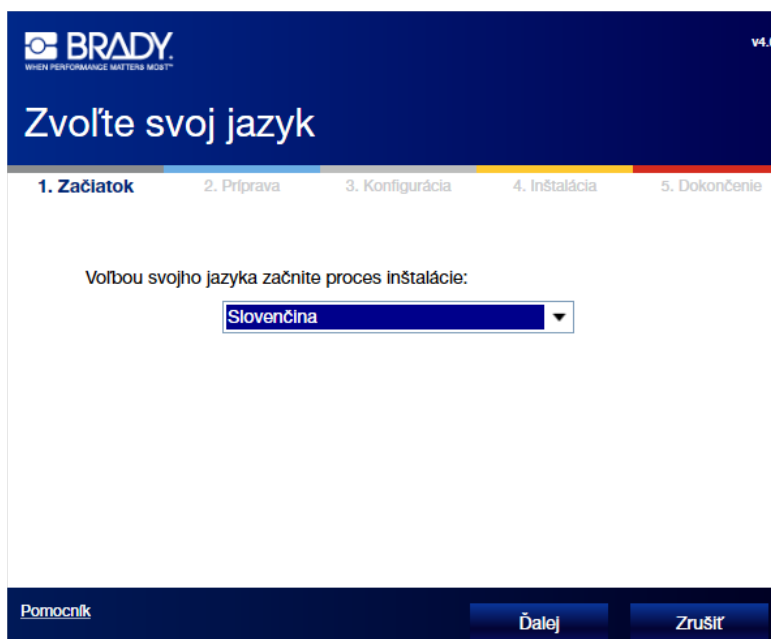 BRADY.
WHEN PERFORMANCE MATTERS MOST™
Zvoľte svoj jazyk
1. Začiatok
2. Príprava
3. Konfigurácia
4. Inštalácia
5. Dokončenie
Voľbou svojho jazyka začnite proces inštalácie:
Slovenčina
Pomocník
Ďalej
Zrušiť